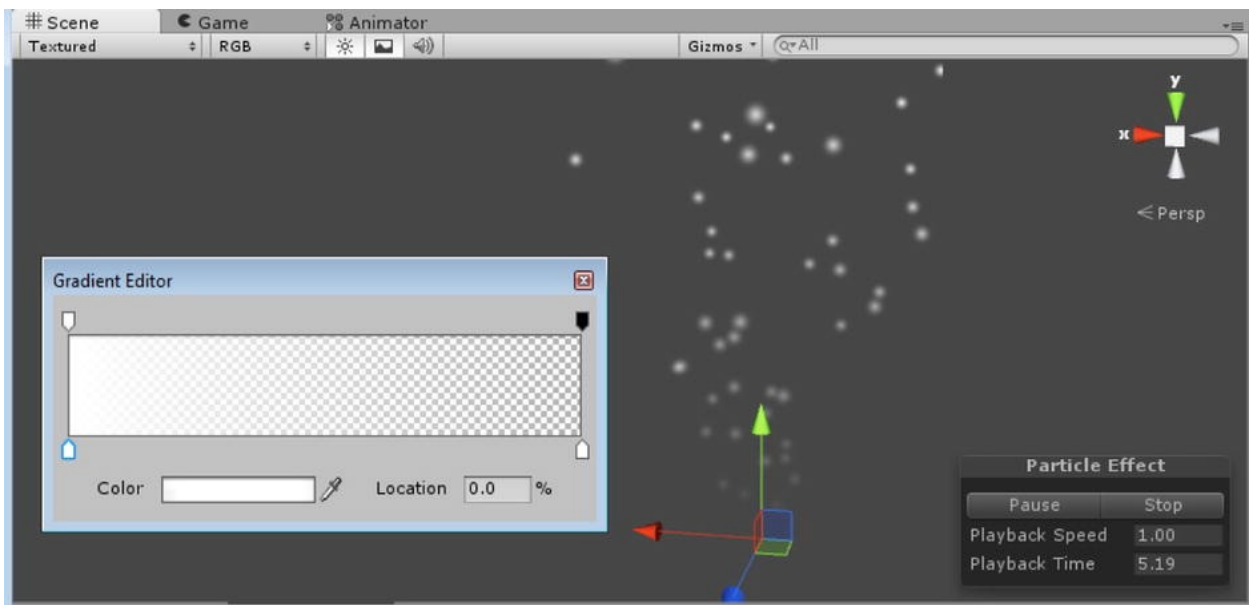 Scene Game Animator
Textured RGB Gizmos All
y
x
Persp
Gradient Editor
Color Location 0.0 %
Particle Effect
Pause Stop
Playback Speed 1.00
Playback Time 5.19